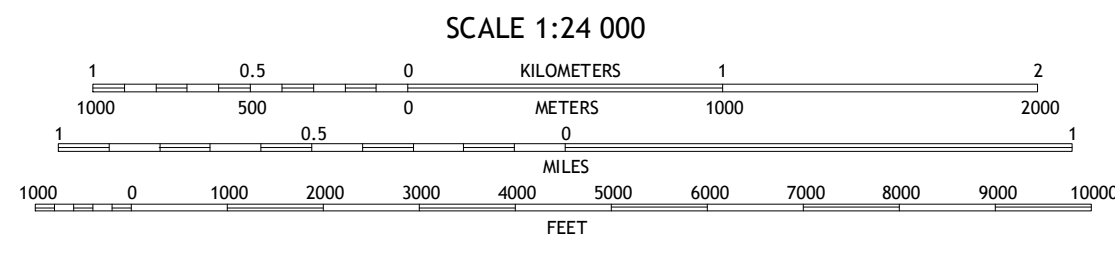 SCALE 1:24 000
1 0.5 0 KILOMETERS 1 2
1000 500 0 METERS 1000 2000
1 0.5 0 1
MILES
1000 0 1000 2000 3000 4000 5000 6000 7000 8000 9000 10000
FEET